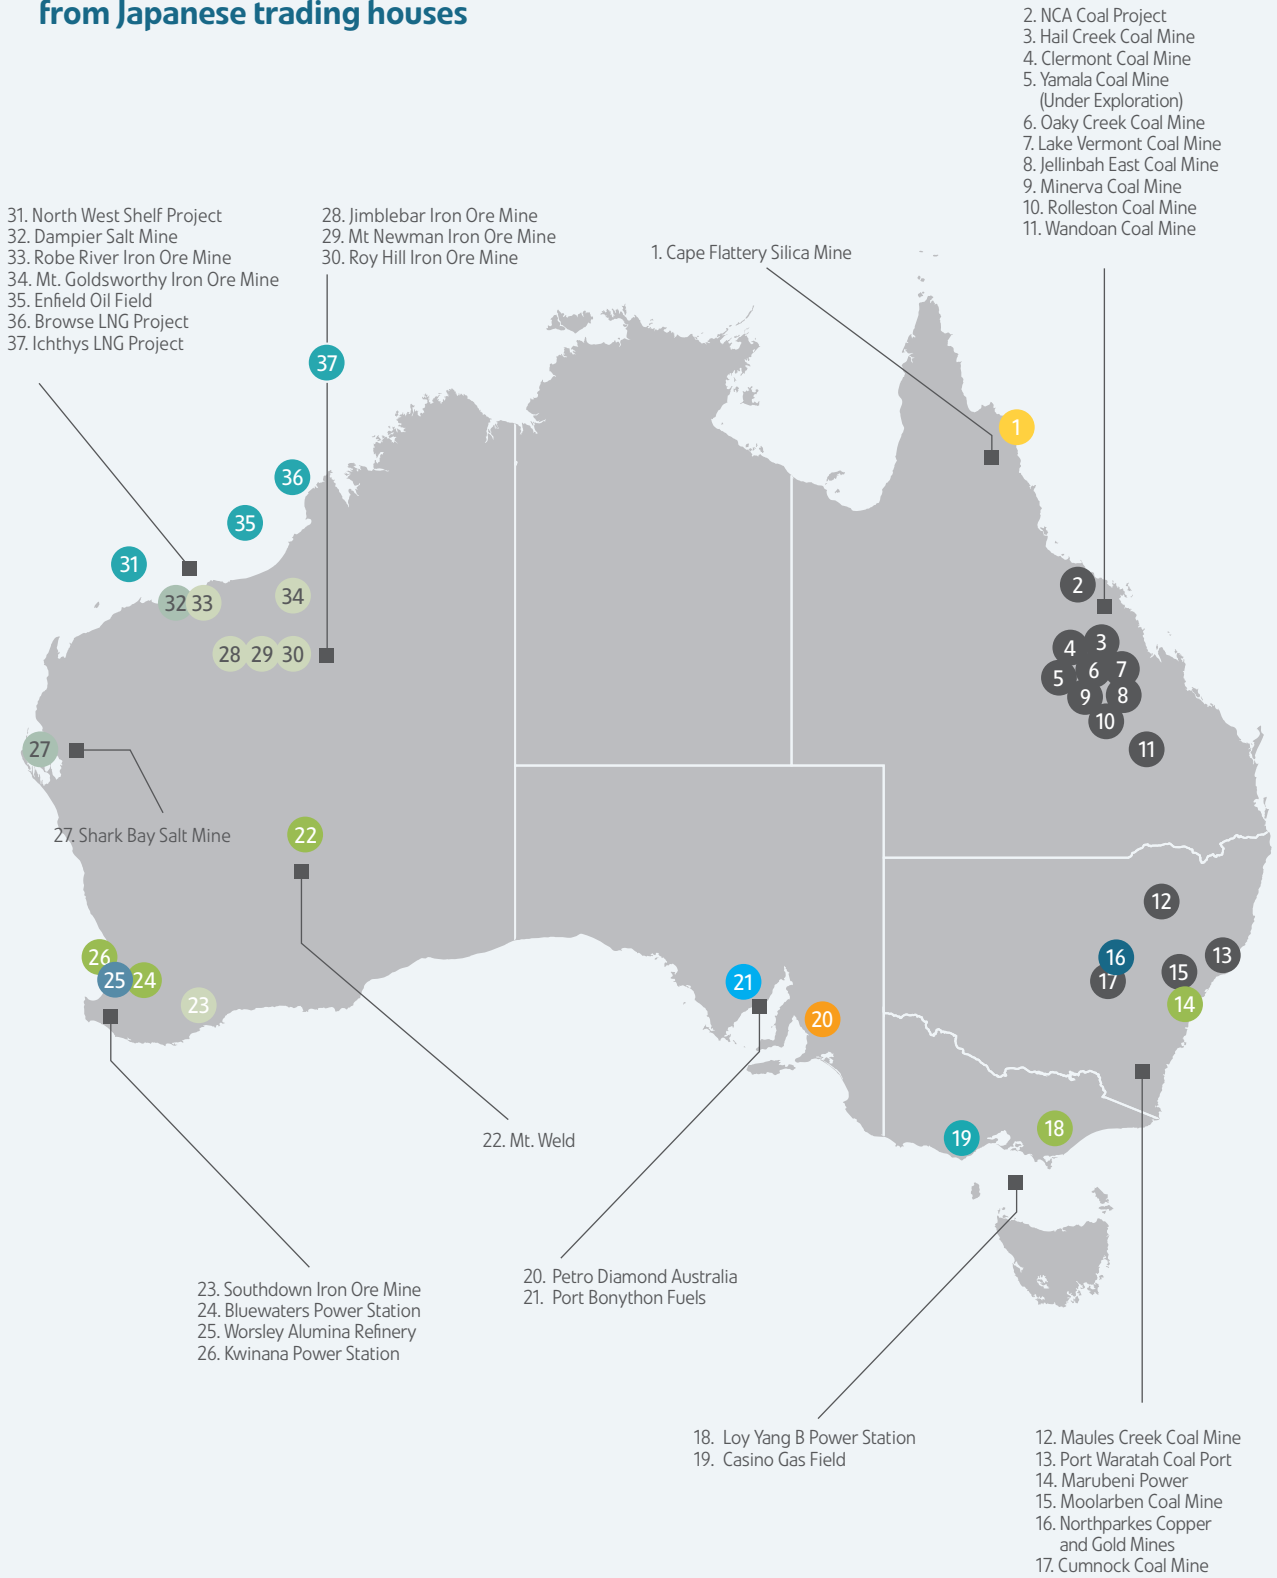 from Japanese trading houses
2. NCA Coal Project
3. Hail Creek Coal Mine
4. Clermont Coal Mine
5. Yamala Coal Mine
(Under Exploration)
6. Oaky Creek Coal Mine
7. Lake Vermont Coal Mine
8. Jellinbah East Coal Mine
9. Minerva Coal Mine
10. Rolleston Coal Mine
11. Wandoan Coal Mine
31. North West Shelf Project
32. Dampier Salt Mine
33. Robe River Iron Ore Mine
34. Mt. Goldsworthy Iron Ore Mine
35. Enfield Oil Field
36. Browse LNG Project
37. Ichthys LNG Project
28. Jimblebar Iron Ore Mine
29. Mt Newman Iron Ore Mine
30. Roy Hill Iron Ore Mine
1. Cape Flattery Silica Mine
37
1
36
35
31
2
32 33
34
28 29 30
3
4
5
6
7
9
8
10
27
11
27. Shark Bay Salt Mine
22
12
26
25 24
23
21
20
16
17
15
13
14
19
18
22. Mt. Weld
23. Southdown Iron Ore Mine
24. Bluewaters Power Station
25. Worsley Alumina Refinery
26. Kwinana Power Station
20. Petro Diamond Australia
21. Port Bonython Fuels
18. Loy Yang B Power Station
19. Casino Gas Field
12. Maules Creek Coal Mine
13. Port Waratah Coal Port
14. Marubeni Power
15. Moolarben Coal Mine
16. Northparkes Copper
and Gold Mines
17. Cumnock Coal Mine